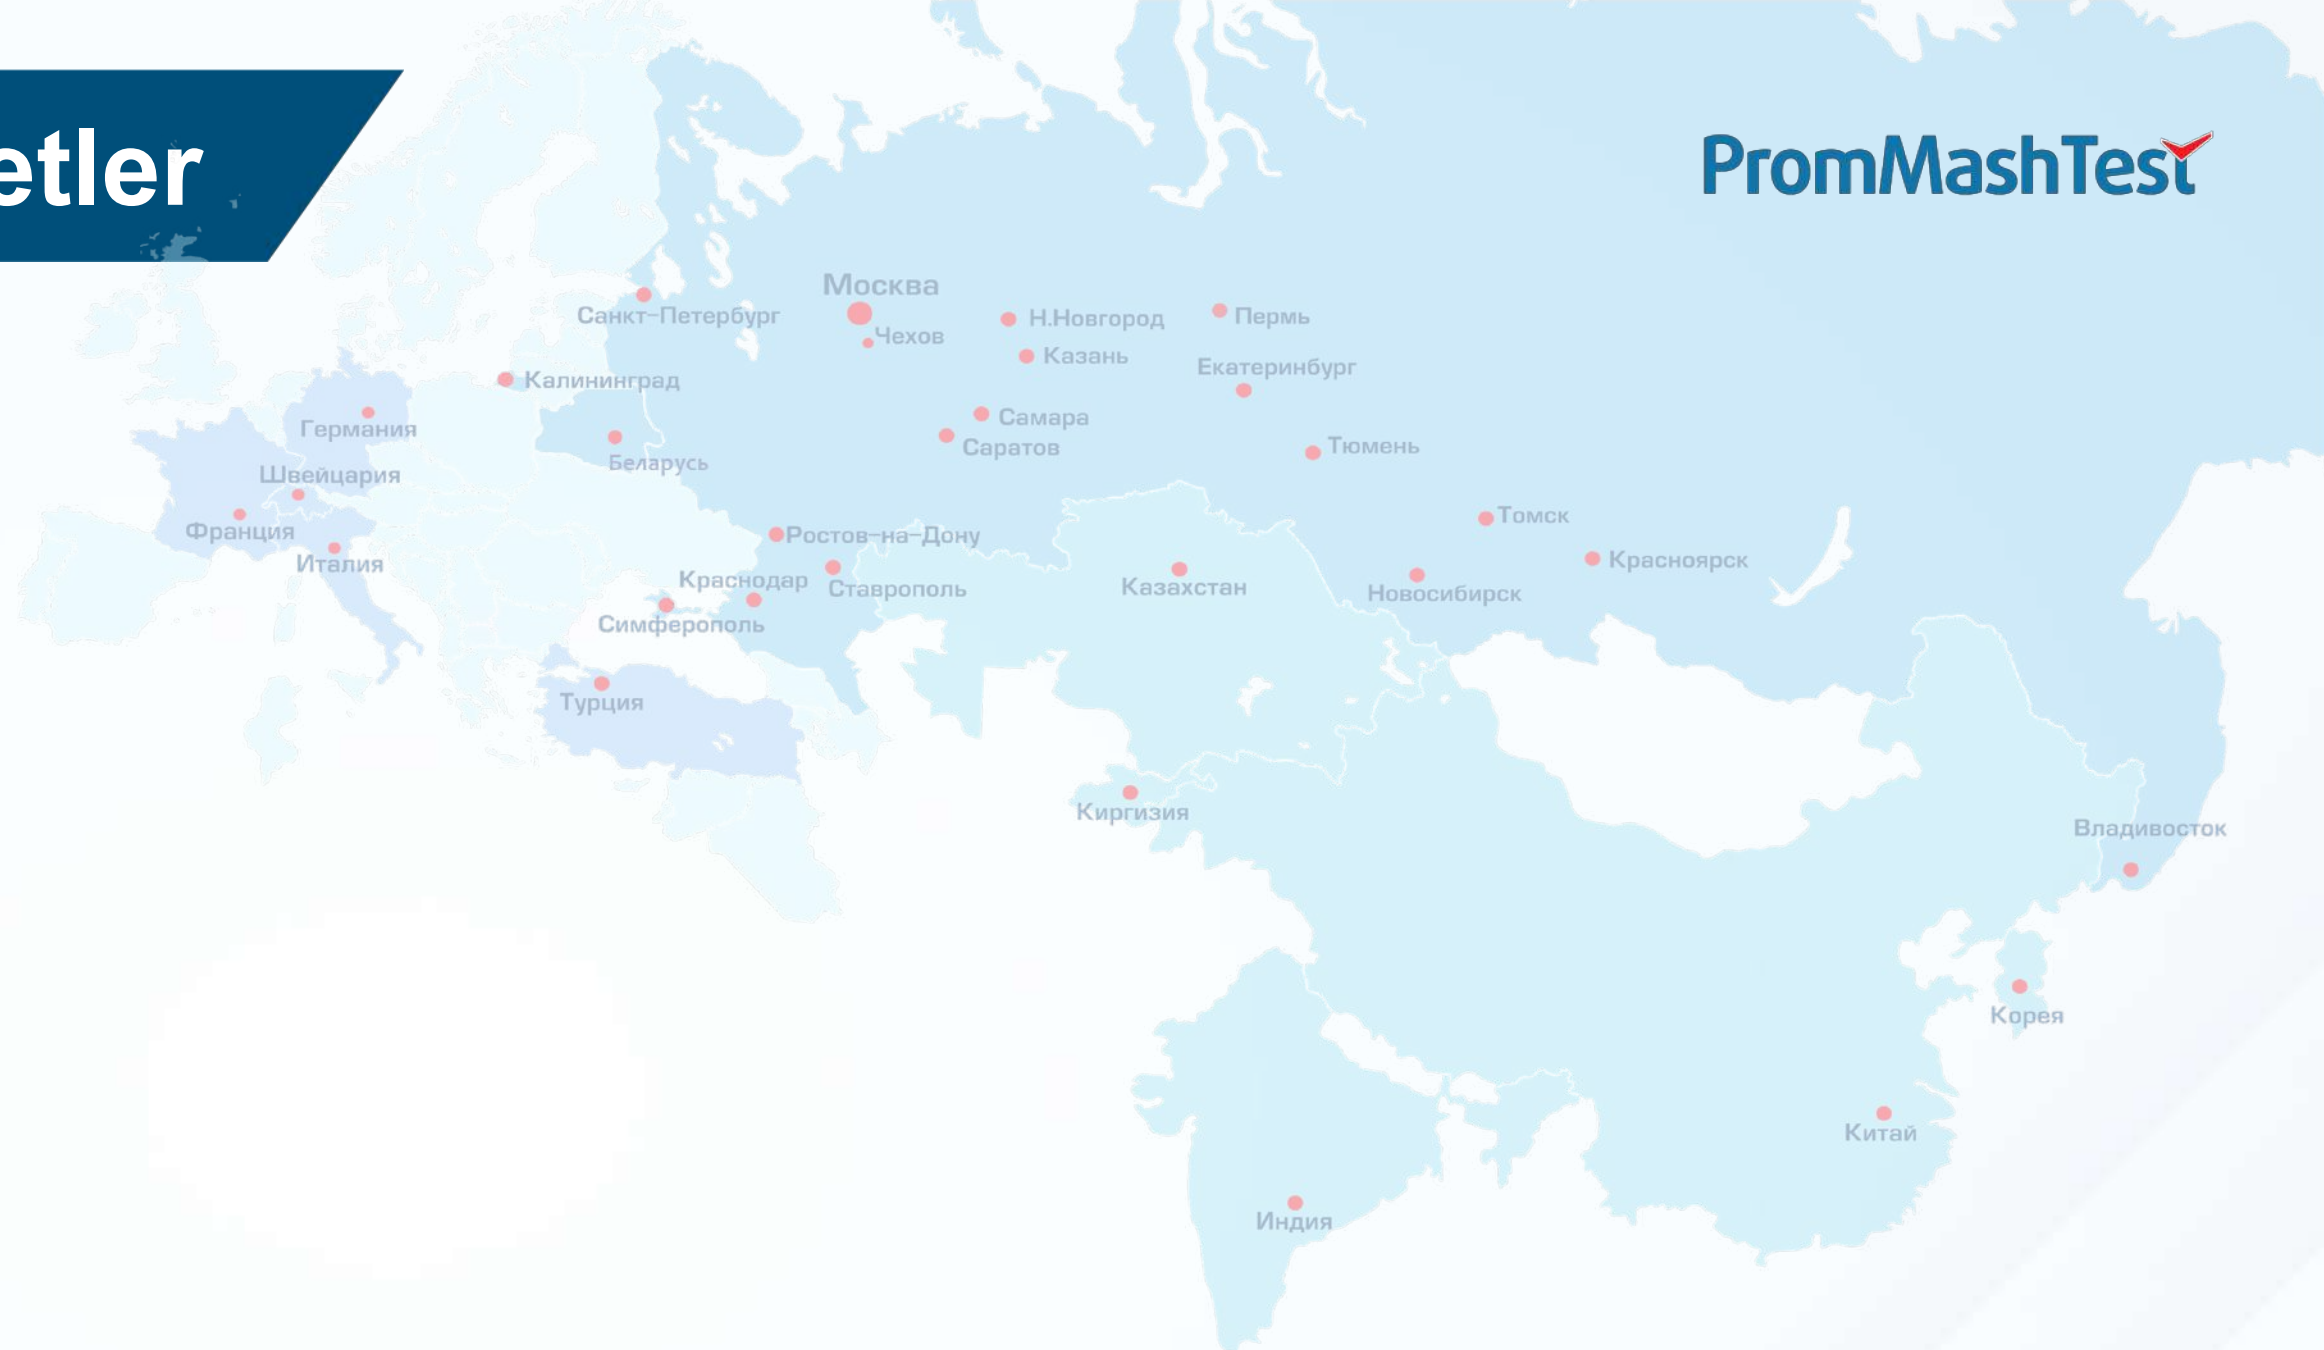 etler
PromMashTest
Москва
Санкт-Петербург
Чехов
Н.Новгород
Пермь
Казань
Екатеринбург
Калининград
Самара
Германия
Саратов
Тюмень
Беларусь
Швейцария
Франция
Томск
Ростов-на-Дону
Италия
Красноярск
Краснодар
Ставрополь
Казахстан
Новосибирск
Симферополь
Турция
Киргизия
Владивосток
Корея
Китай
Индия